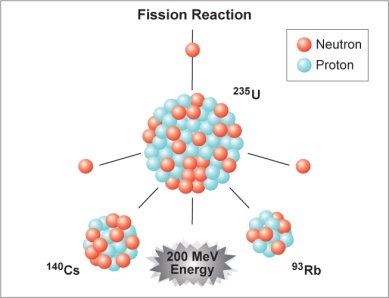 Fission Reaction
Neutron
Proton
²³⁵U
¹⁴⁰Cs
200 MeV
Energy
⁹³Rb